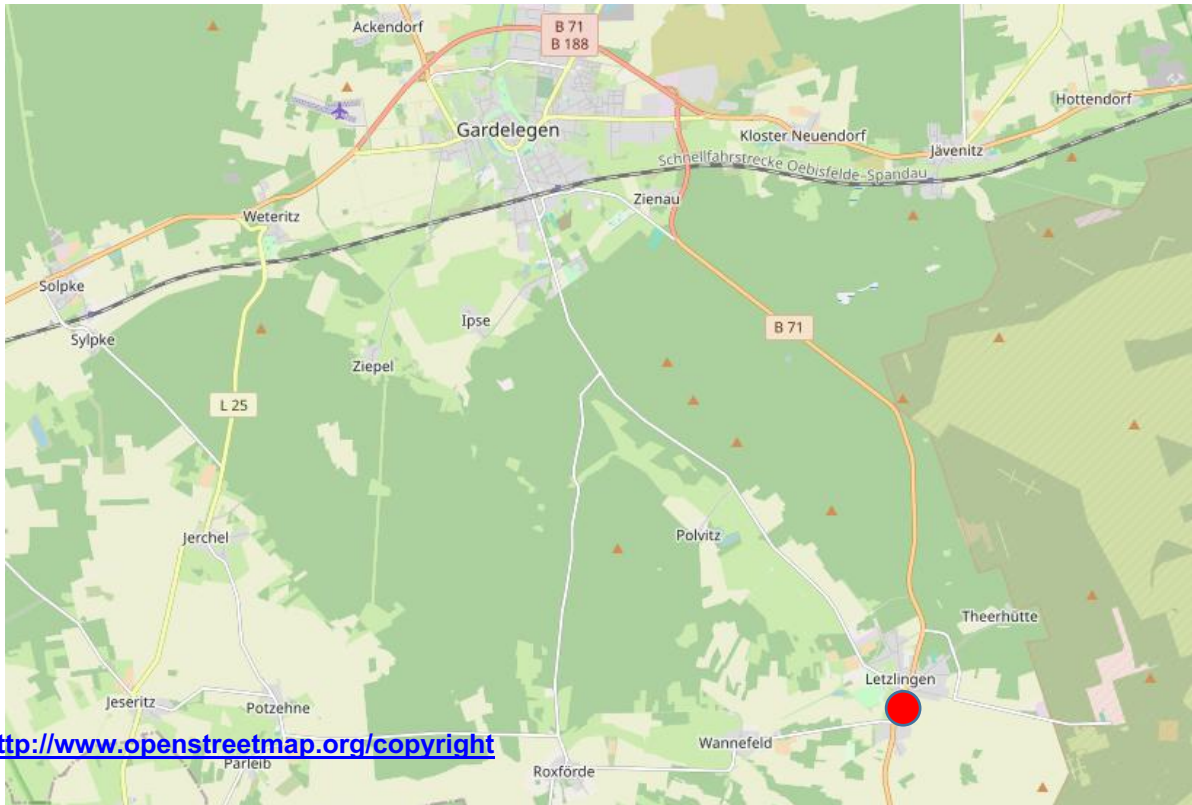 Ackendorf
B 71
B 188
Hottendorf
Gardelegen
Kloster Neuendorf
Jävenitz
Schnellfahrstrecke Oebisfelde-Spandau
Zienau
Weteritz
Solpke
Ipse
B 71
Sylpke
Ziepel
L 25
Jerchel
Polvitz
Theerhütte
Letzlingen
Jeseritz
Potzehne
Wannefeld
ttp://www.openstreetmap.org/copyright
Parleib
Roxförde